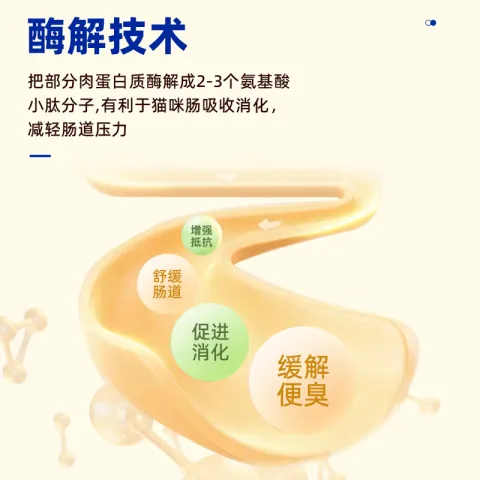 酶解技术
把部分肉蛋白质酶解成2-3个氨基酸
小肽分子,有利于猫咪肠吸收消化，
减轻肠道压力
增强
抵抗
舒缓
肠道
促进
消化
缓解
便臭